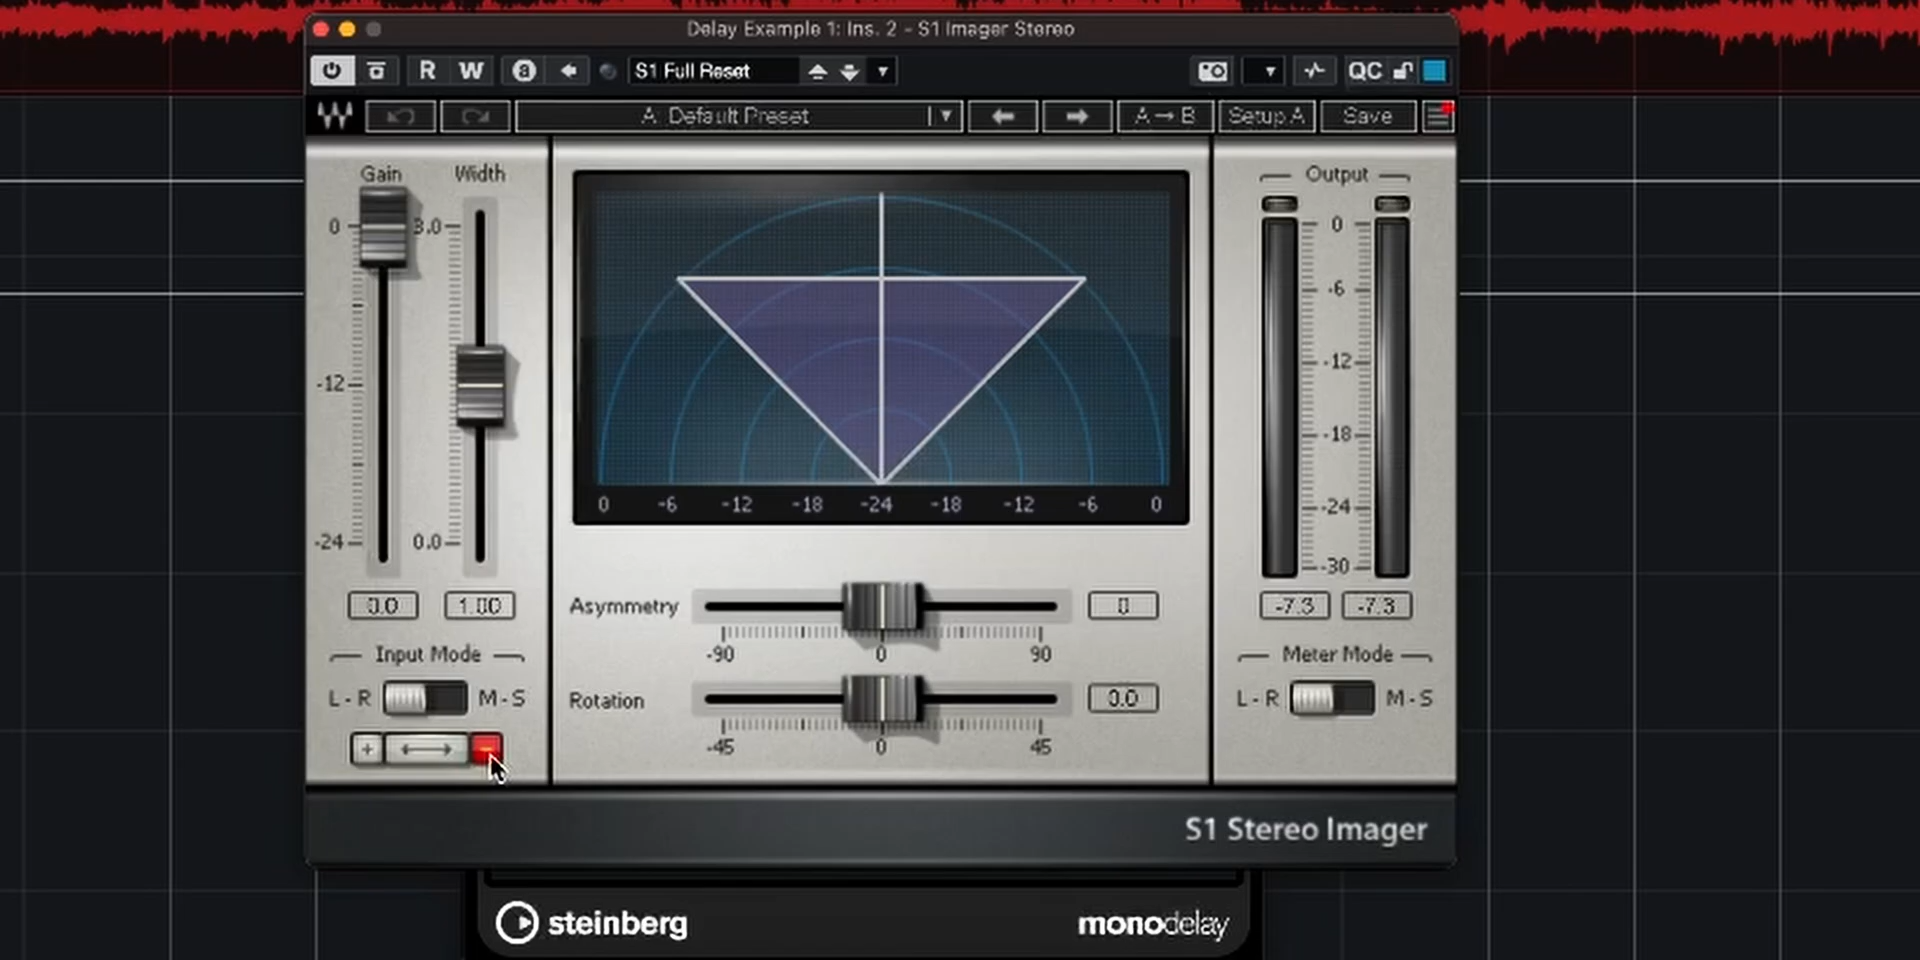 Delay Example 1: Ins. 2 - S1 Imager Stereo
R W a S1 Full Reset QC
A: Default Preset A→B Setup A Save
Gain Width
0 3.0
-12
-24 0.0
0.0 1.00
Input Mode
L - R M - S
+ ⟷ -
0 -6 -12 -18 -24 -18 -12 -6 0
Asymmetry 0
-90 0 90
Rotation 0.0
-45 0 45
Output
0
-6
-12
-18
-24
-30
-7.3 -7.3
Meter Mode
L - R M - S
S1 Stereo Imager
steinberg monodelay